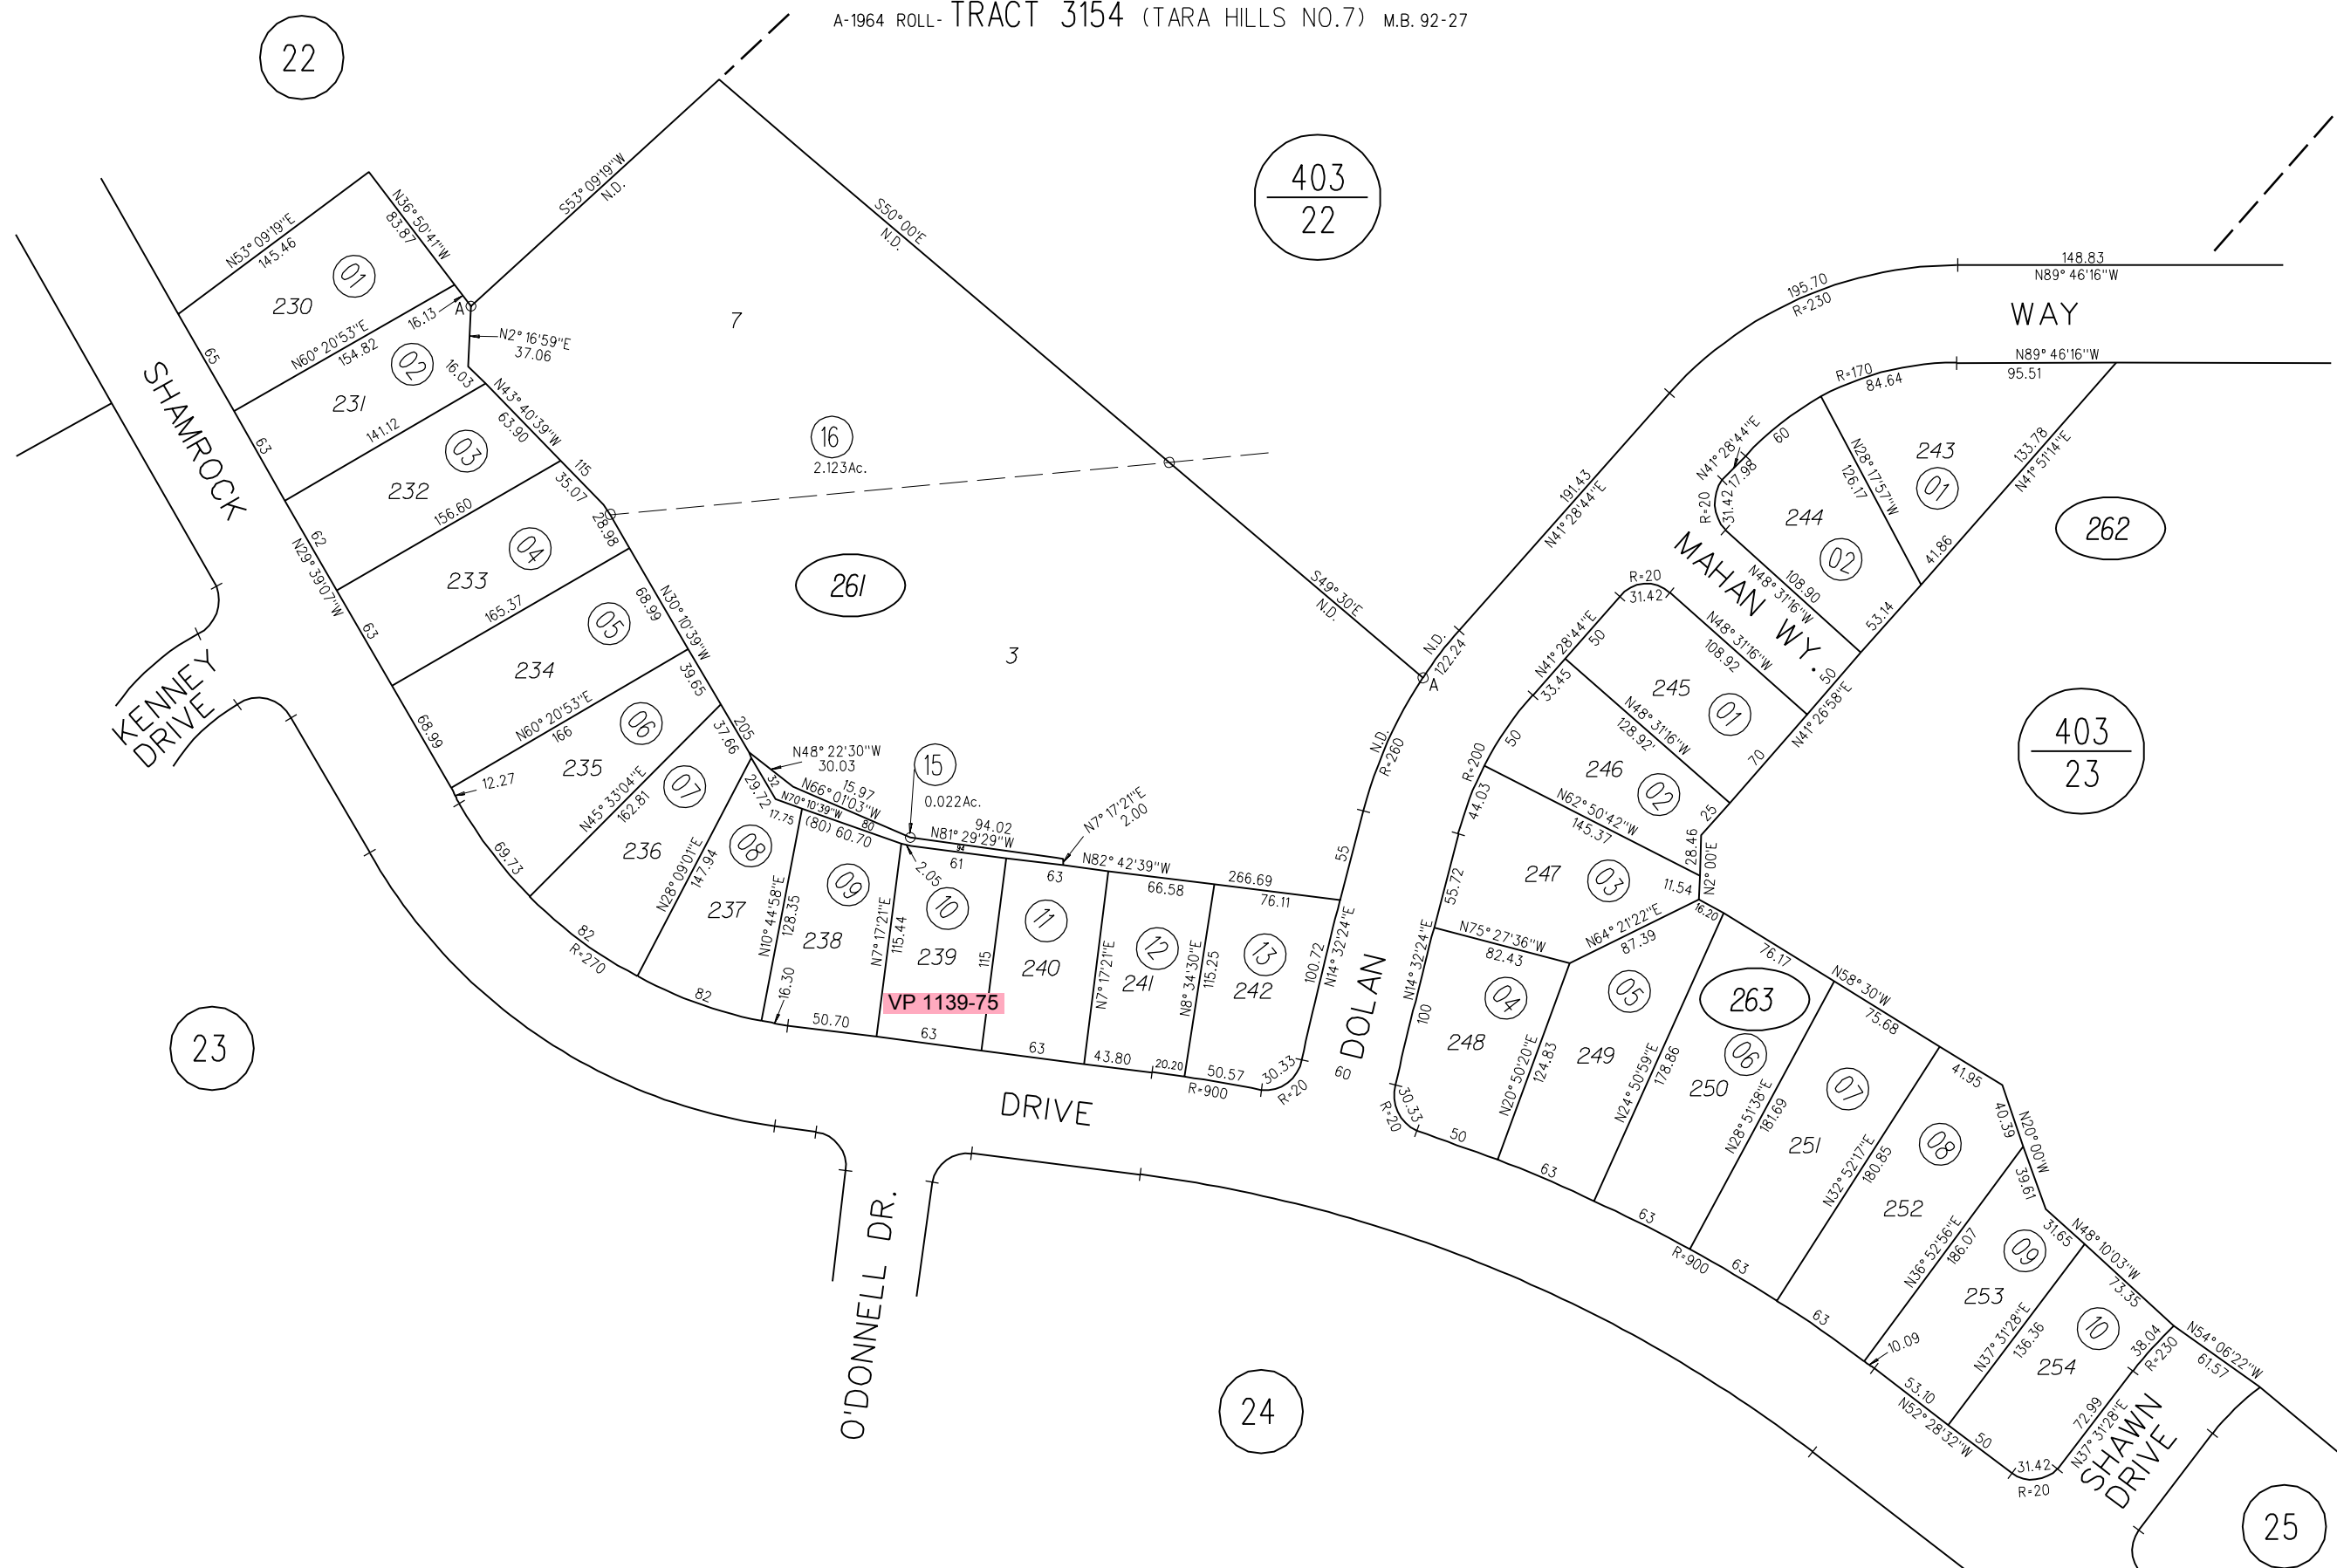 A-1964 ROLL- TRACT 3154 (TARA HILLS NO.7) M.B. 92-27
22
403
22
148.83
N89°46'16"W
195.70
R=230
WAY
N89°46'16"W
95.51
R=170
84.64
S53°09'19"W
N.D.
S50°00'E
N.D.
N36°50'41"W
83.87
N53°09'19"E
145.46
01
230
A
16.13
N2°16'59"E
37.06
N60°20'53"E
154.82
02
231
65
16.03
N43°40'39"W
63.90
115
35.07
28.98
7
16
2.123Ac.
SHAMROCK
63
141.12
03
232
62
N29°39'07"W
156.60
04
233
63
165.37
05
234
68.99
N30°10'39"W
39.65
68.99
N60°20'53"E
166
06
235
12.27
205
37.66
N45°33'04"E
162.81
07
236
69.73
261
3
S49°30'E
N.D.
N.D.
122.24
A
N.D.
R=260
191.43
N41°28'44"E
KENNEY
DRIVE
N48°22'30"W
30.03
32
29.72
15.97
N66°01'03"W
N70°10'39"W
17.75
(80) 60.70
80
15
0.022Ac.
94.02
N81°29'29"W
94
61
2.05
N7°17'21"E
2.00
N82°42'39"W
63
66.58
266.69
76.11
55
N28°09'01"E
147.94
08
237
82
R=270
82
N10°44'58"E
128.35
09
238
16.30
50.70
N7°17'21"E
115.44
10
239
VP 1139-75
63
115
11
240
63
N7°17'21"E
12
241
43.80
20.20
N8°34'30"E
115.25
13
242
50.57
R=900
30.33
R=20
100.72
N14°32'24"E
DOLAN
60
DRIVE
O'DONNELL DR.
23
24
60
N41°28'44"E
17.98
R=20
31.42
N28°17'57"W
126.17
243
01
133.78
N41°51'14"E
244
02
41.86
262
108.90
N48°31'16"W
53.14
MAHAN WY.
50
R=20
31.42
N48°31'16"W
108.92
N41°28'44"E
50
33.45
245
01
N48°31'16"W
128.92'
N41°26'58"E
70
25
50
R=200
44.03
246
02
N62°50'42"W
145.37
28.46
N2°00'E
11.54
16.20
403
23
55.72
247
03
N75°27'36"W
82.43
N64°21'22"E
87.39
N14°32'24"E
100
04
248
30.33
R=20
50
N20°50'20"E
124.83
05
249
63
N24°50'59"E
178.86
76.17
263
N58°30'W
75.68
06
250
63
R=900
N28°51'38"E
181.69
07
251
63
N32°52'17"E
180.85
41.95
40.39
N20°00'W
39.61
08
252
63
N36°52'56"E
186.07
09
253
10.09
31.65
N48°10'03"W
73.35
53.10
N52°28'32"W
N37°31'28"E
136.36
10
254
50
31.42
R=20
38.04
R=230
72.99
N37°31'28"E
N54°06'22"W
61.57
SHAWN
DRIVE
25